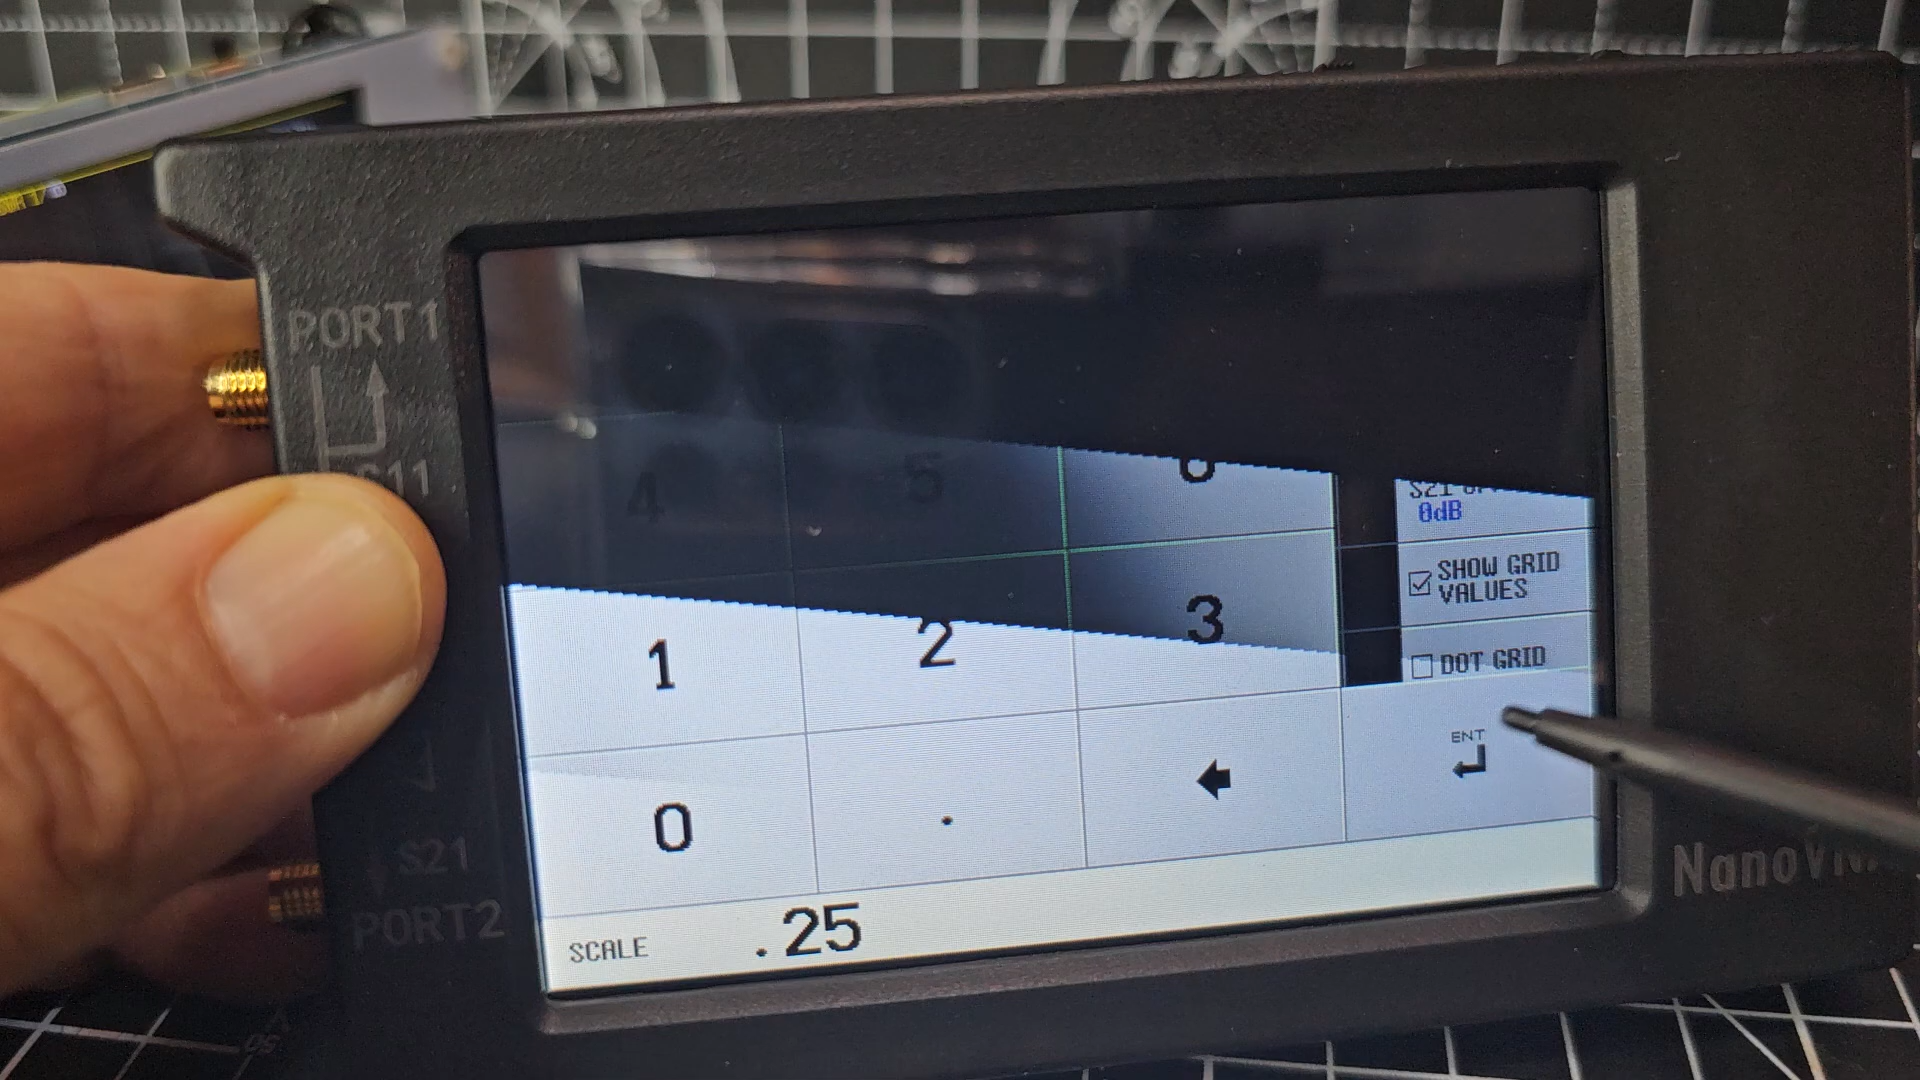 PORT1
S11
4
5
6
0dB
SHOW GRID
VALUES
1
2
3
DOT GRID
ENT
0
.
S21
PORT2
SCALE .25